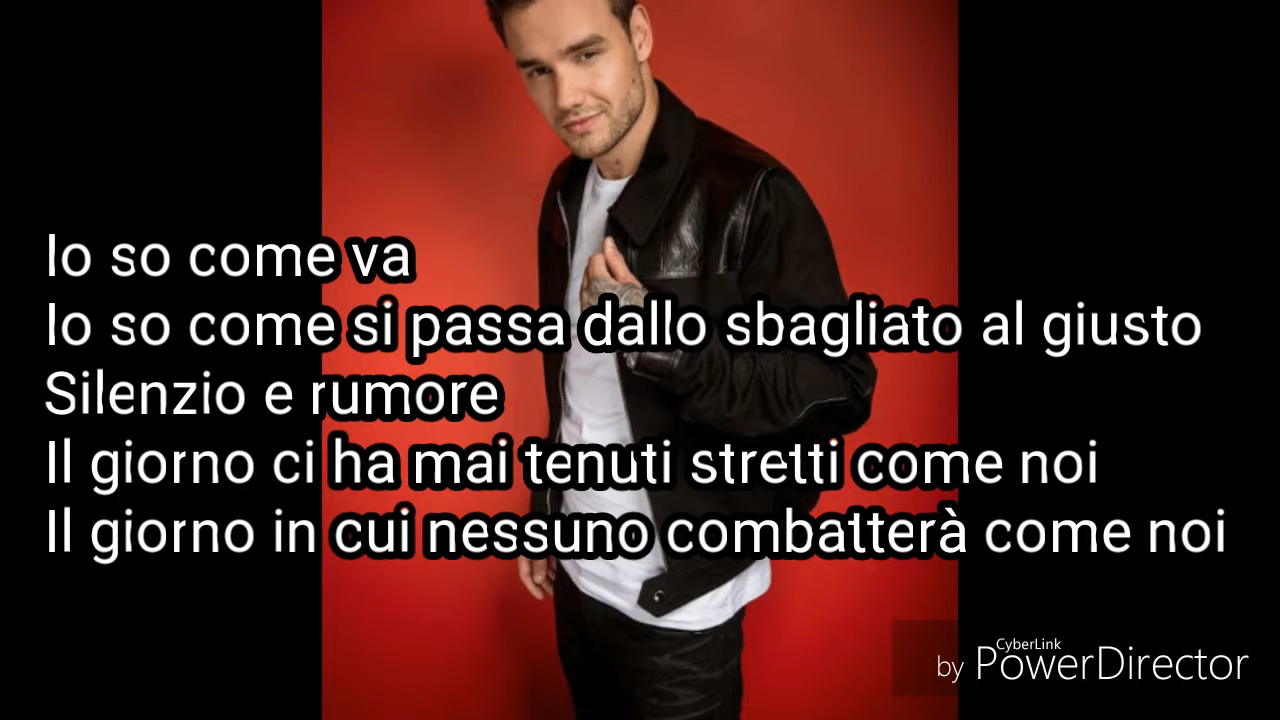 Io so come va
Io so come si passa dallo sbagliato al giusto
Silenzio e rumore
Il giorno ci ha mai tenuti stretti come noi
Il giorno in cui nessuno combatterà come noi
CyberLink
by PowerDirector